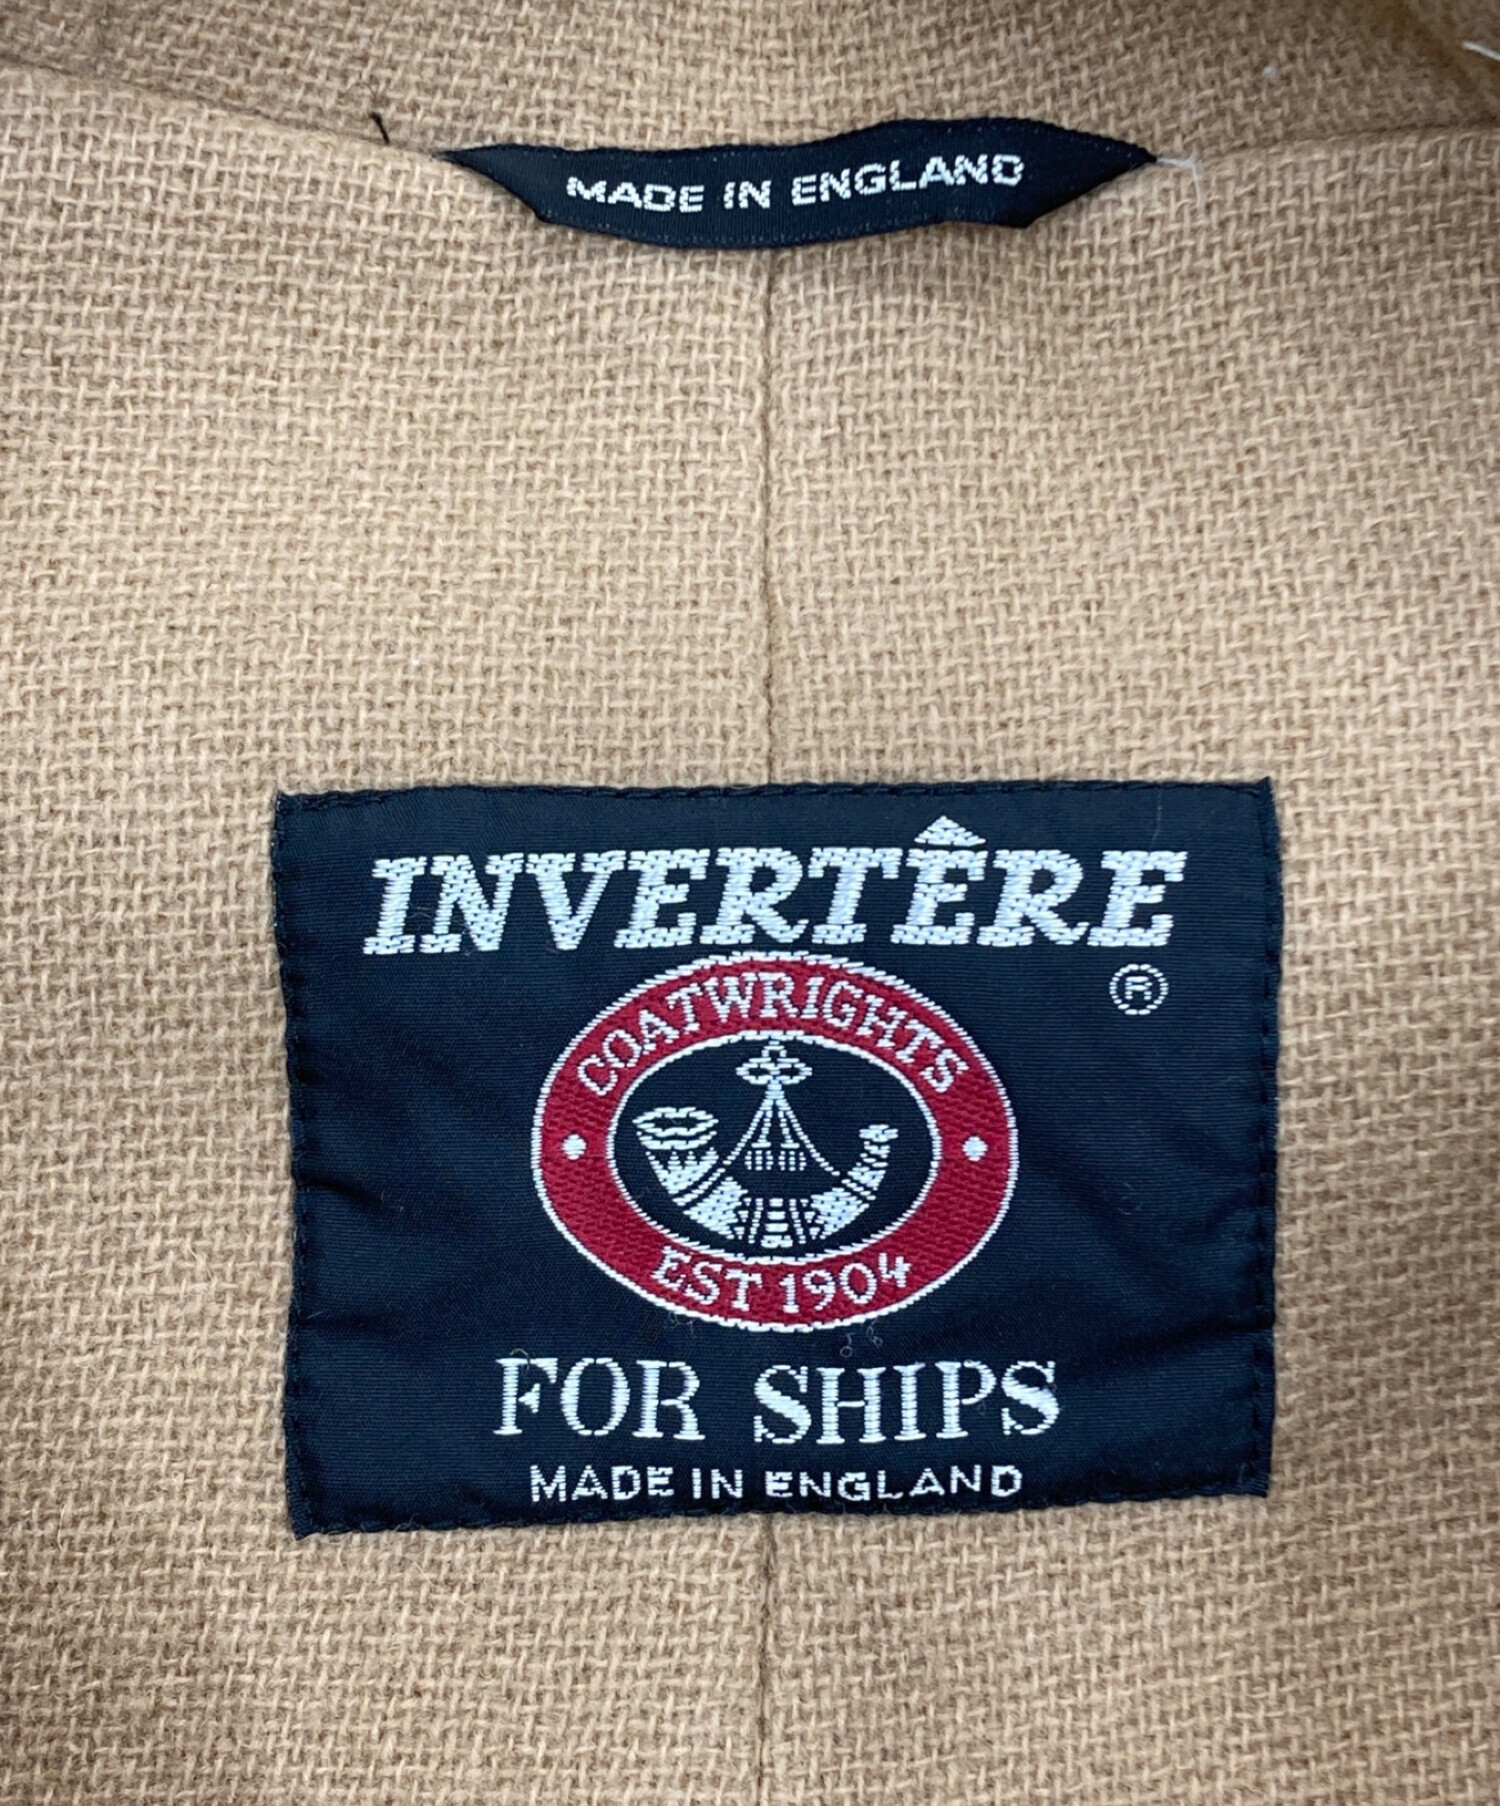 MADE IN ENGLAND
INVERTÊRE
®
COATWRIGHTS
EST 1904
FOR SHIPS
MADE IN ENGLAND